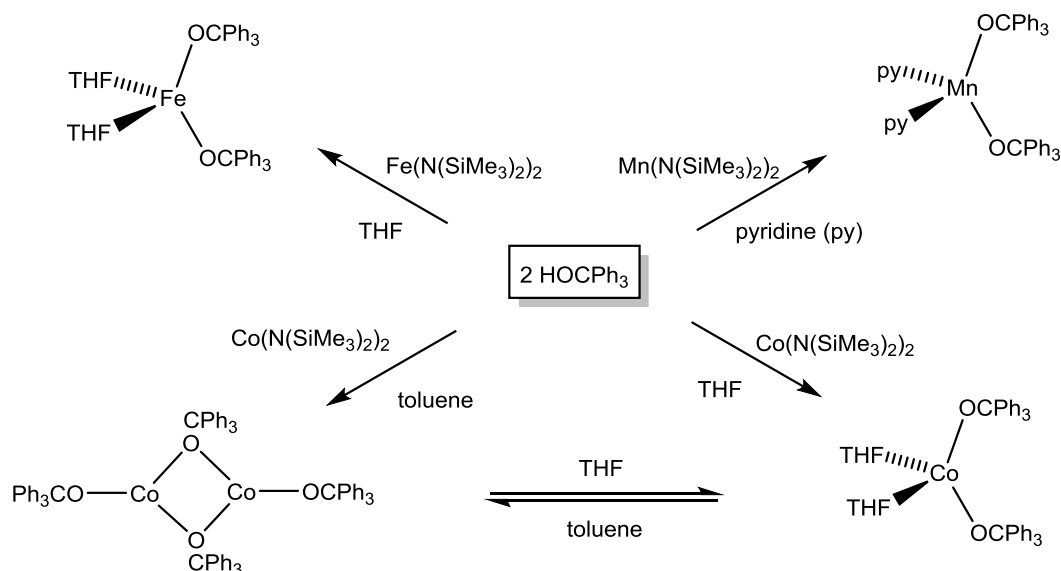 OCPh₃
THF
Fe
THF
OCPh₃
OCPh₃
py
Mn
py
OCPh₃
Fe(N(SiMe₃)₂)₂
THF
Mn(N(SiMe₃)₂)₂
pyridine (py)
2 HOCPh₃
Co(N(SiMe₃)₂)₂
toluene
Co(N(SiMe₃)₂)₂
THF
CPh₃
O
Ph₃CO Co Co OCPh₃
O
CPh₃
THF
toluene
OCPh₃
THF
Co
THF
OCPh₃